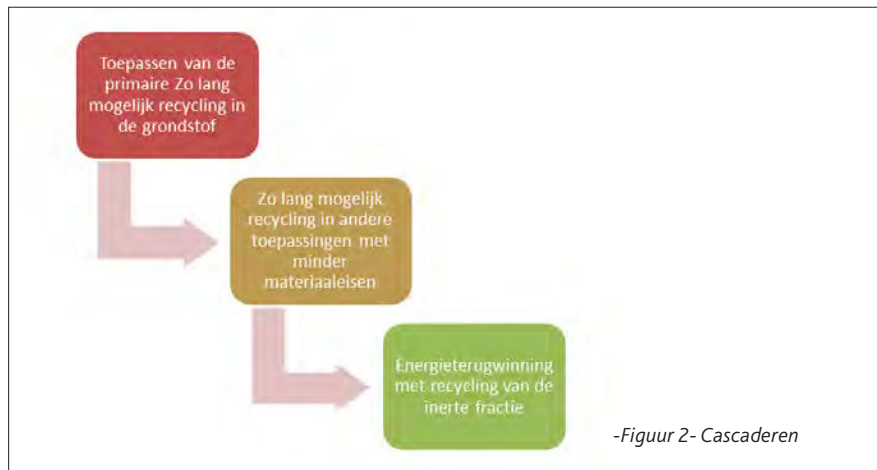 Toepassen van de
primaire Zo lang
mogelijk recycling in
de grondstof
Zo lang mogelijk
recycling in andere
toepassingen met
minder
materiaaleisen
Energieterugwinning
met recycling van de
inerte fractie
-Figuur 2- Cascaderen